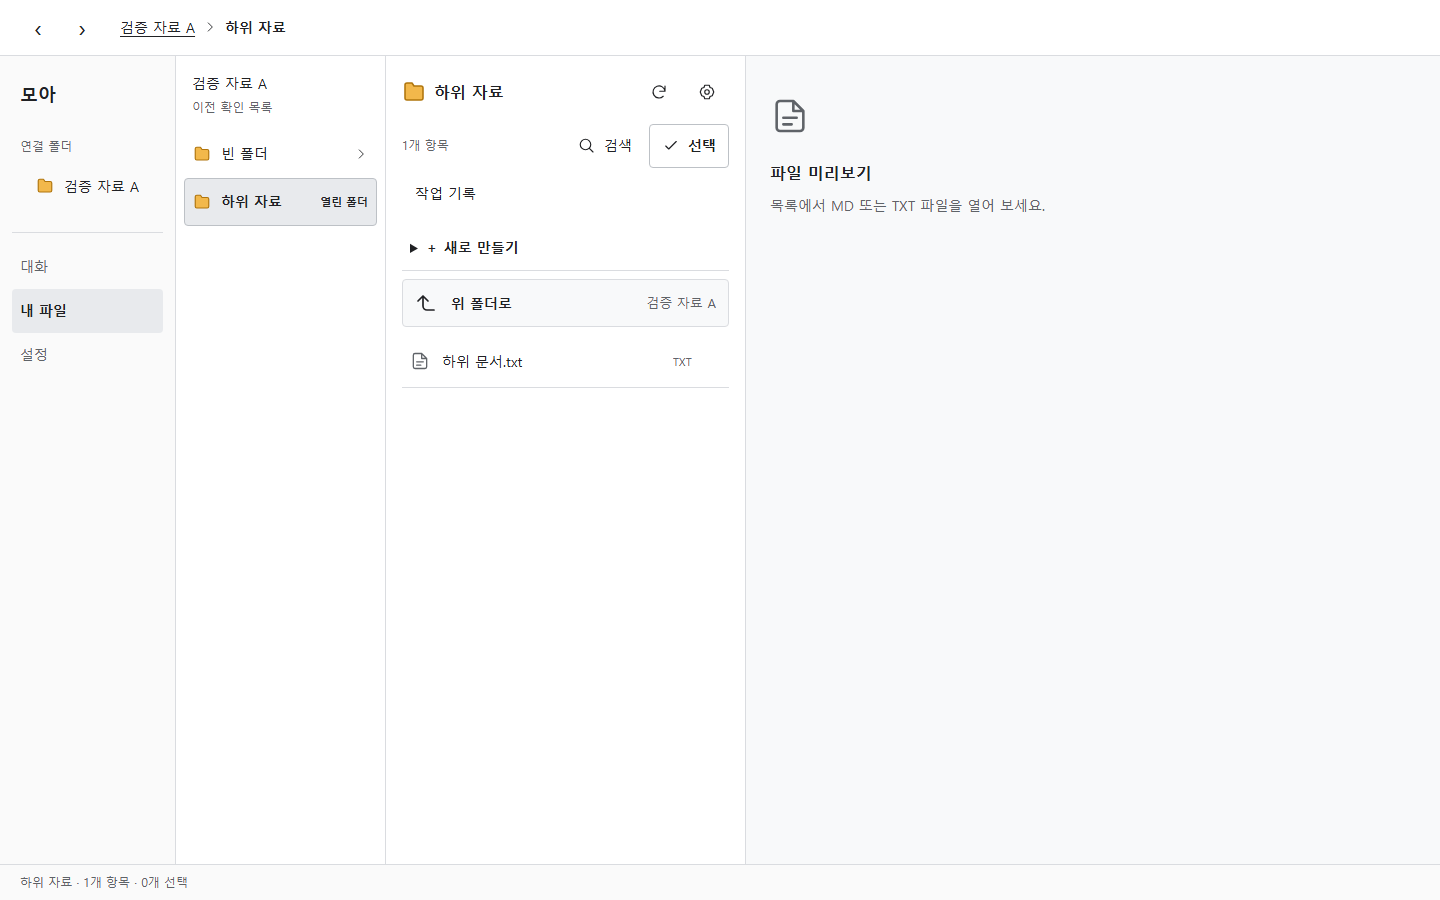 검증 자료 A > 하위 자료
모아
연결 폴더
검증 자료 A
대화
내 파일
설정
검증 자료 A
이전 확인 목록
빈 폴더
하위 자료 열린 폴더
하위 자료
1개 항목 검색 선택
작업 기록
+ 새로 만들기
위 폴더로 검증 자료 A
하위 문서.txt TXT
파일 미리보기
목록에서 MD 또는 TXT 파일을 열어 보세요.
하위 자료 · 1개 항목 · 0개 선택